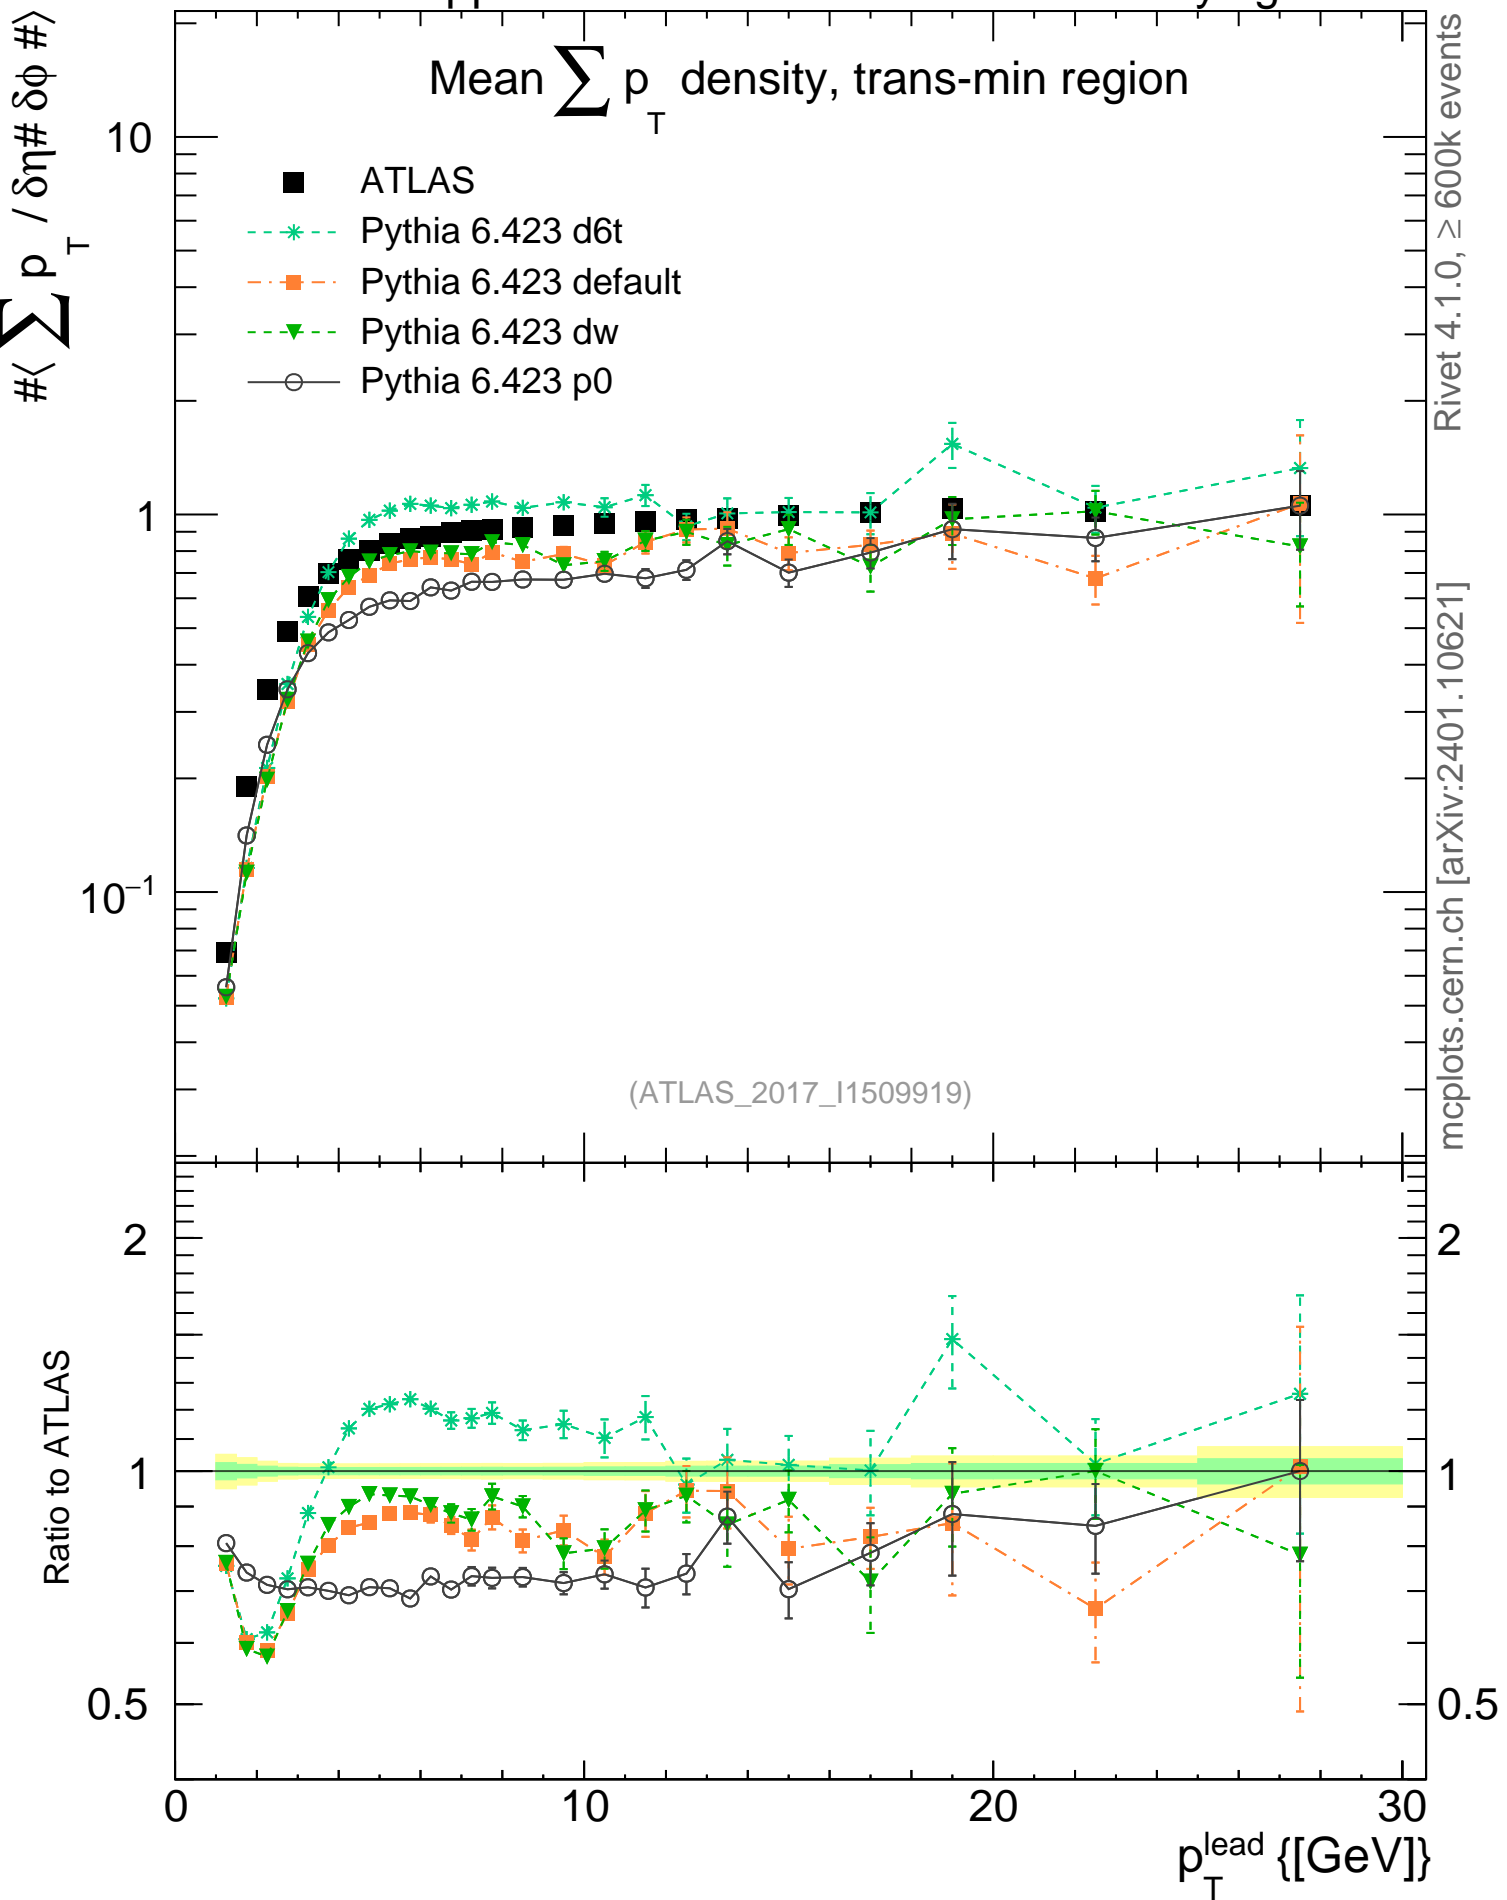 Mean ∑ p_T density, trans-min region
#⟨ ∑ p_T / δη# δϕ #⟩
10
1
10⁻¹
ATLAS
Pythia 6.423 d6t
Pythia 6.423 default
Pythia 6.423 dw
Pythia 6.423 p0
(ATLAS_2017_I1509919)
Rivet 4.1.0, ≥ 600k events
mcplots.cern.ch [arXiv:2401.10621]
Ratio to ATLAS
2
1
0.5
2
1
0.5
0 10 20 30
p_T^lead {[GeV]}